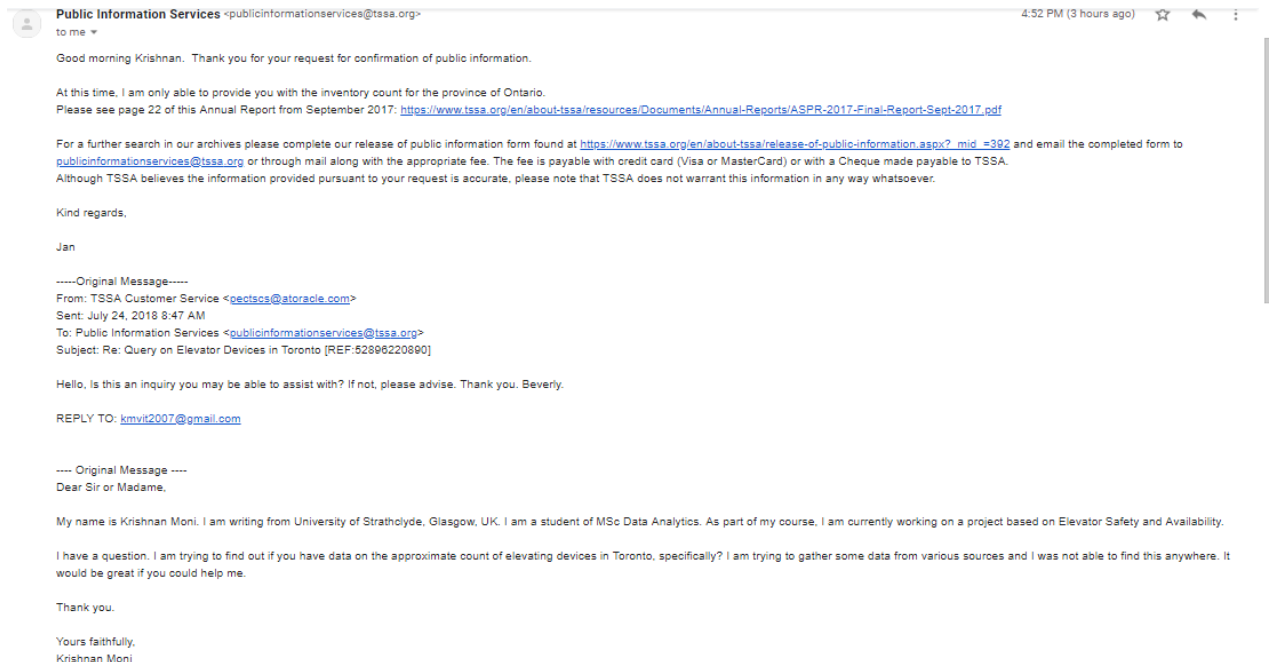 Public Information Services <publicinformationservices@tssa.org> 4:52 PM (3 hours ago)
to me
Good morning Krishnan.  Thank you for your request for confirmation of public information.
At this time, I am only able to provide you with the inventory count for the province of Ontario.
Please see page 22 of this Annual Report from September 2017: https://www.tssa.org/en/about-tssa/resources/Documents/Annual-Reports/ASPR-2017-Final-Report-Sept-2017.pdf
For a further search in our archives please complete our release of public information form found at https://www.tssa.org/en/about-tssa/release-of-public-information.aspx?_mid_=392 and email the completed form to
publicinformationservices@tssa.org or through mail along with the appropriate fee. The fee is payable with credit card (Visa or MasterCard) or with a Cheque made payable to TSSA.
Although TSSA believes the information provided pursuant to your request is accurate, please note that TSSA does not warrant this information in any way whatsoever.
Kind regards,
Jan
-----Original Message-----
From: TSSA Customer Service <pectscs@atoracle.com>
Sent: July 24, 2018 8:47 AM
To: Public Information Services <publicinformationservices@tssa.org>
Subject: Re: Query on Elevator Devices in Toronto [REF:52896220890]
Hello, Is this an inquiry you may be able to assist with? If not, please advise. Thank you. Beverly.
REPLY TO: kmvit2007@gmail.com
---- Original Message ----
Dear Sir or Madame,
My name is Krishnan Moni. I am writing from University of Strathclyde, Glasgow, UK. I am a student of MSc Data Analytics. As part of my course, I am currently working on a project based on Elevator Safety and Availability.
I have a question. I am trying to find out if you have data on the approximate count of elevating devices in Toronto, specifically? I am trying to gather some data from various sources and I was not able to find this anywhere. It
would be great if you could help me.
Thank you.
Yours faithfully,
Krishnan Moni